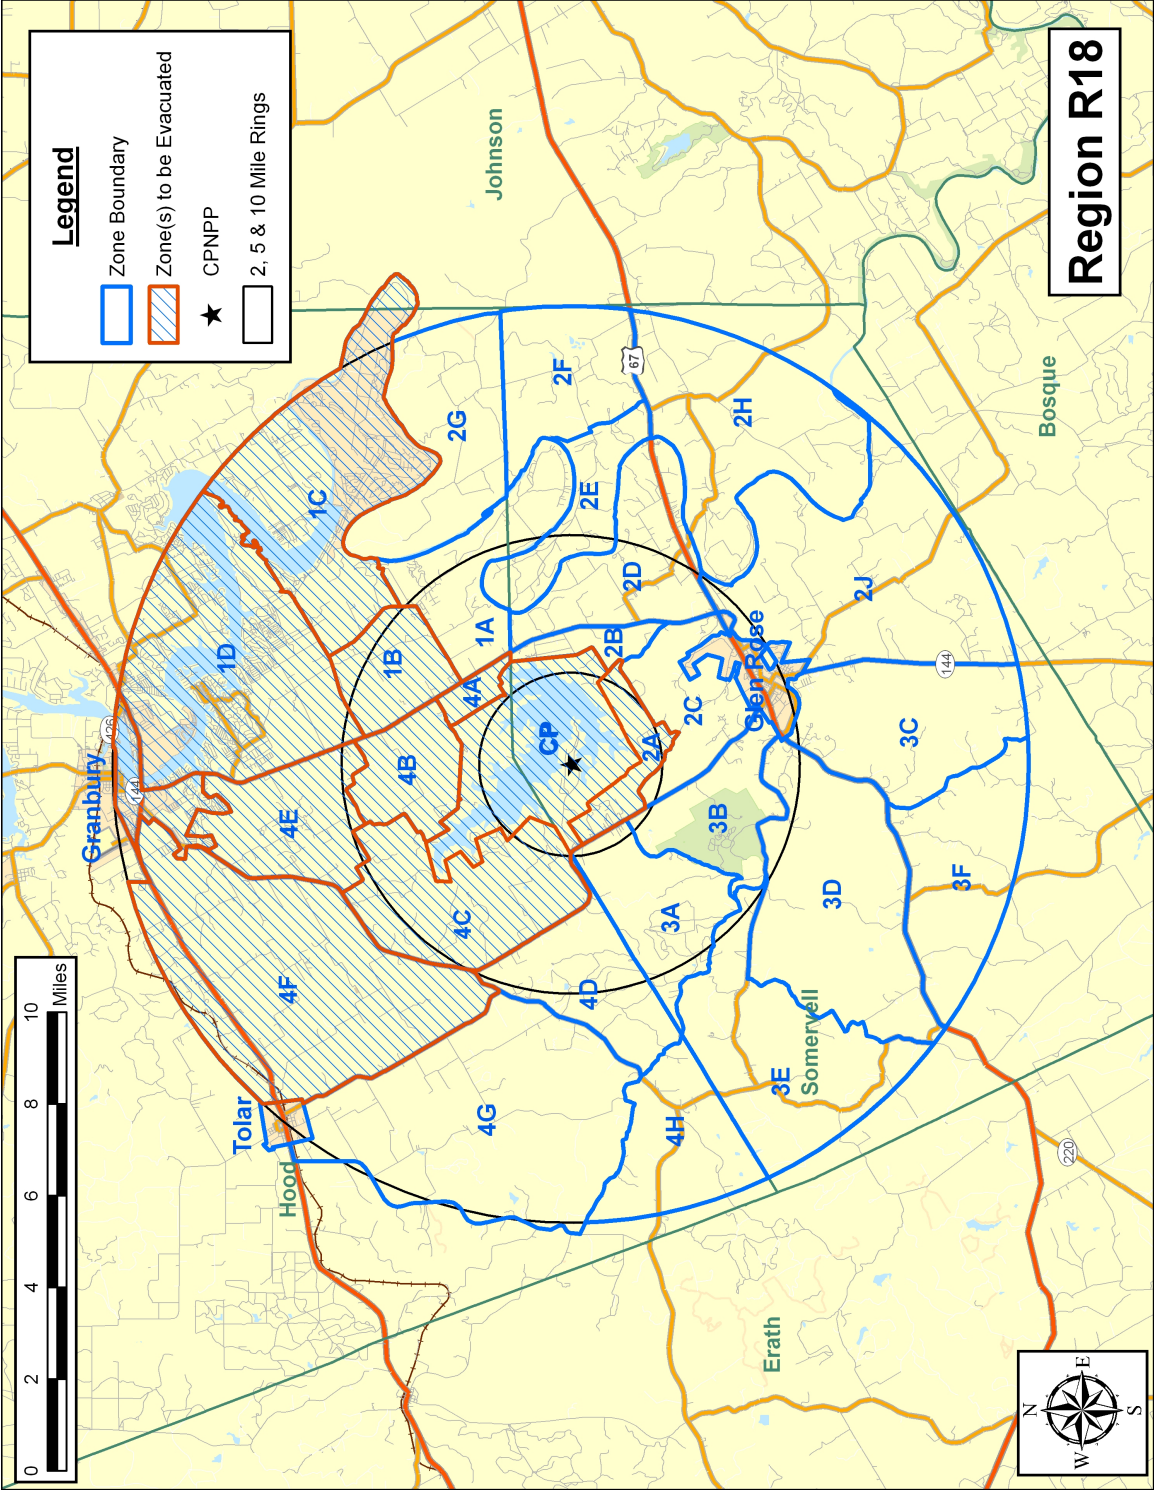 Legend
Zone Boundary
Zone(s) to be Evacuated
CPNPP
2, 5 & 10 Mile Rings
Region R18
Johnson
Bosque
Erath
Hood
Somervell
Granbury
Tolar
Glen Rose
CP
1A
1B
1C
1D
2A
2B
2C
2D
2E
2F
2G
2H
2J
3A
3B
3C
3D
3E
3F
4A
4B
4C
4D
4E
4F
4G
4H
67
144
144
426
220
0 2 4 6 8 10
Miles
N
W E
S